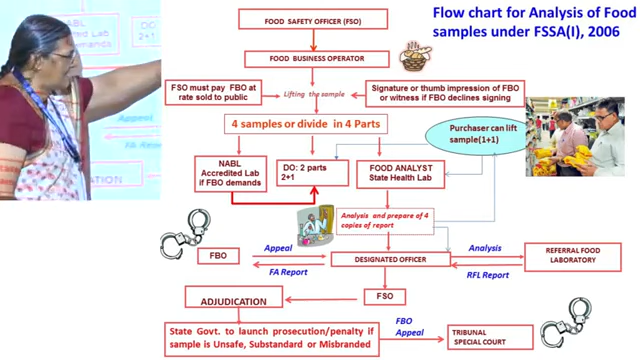 Flow chart for Analysis of Food
samples under FSSA(I), 2006
FOOD SAFETY OFFICER (FSO)
FOOD BUSINESS OPERATOR
FSO must pay FBO at
rate sold to public
Lifting the sample
Signature or thumb impression of FBO
or witness if FBO declines signing
4 samples or divide in 4 Parts
Purchaser can lift
sample(1+1)
NABL
Accredited Lab
if FBO demands
DO: 2 parts
2+1
FOOD ANALYST
State Health Lab
Analysis and prepare of 4
copies of report
FBO
Appeal
FA Report
DESIGNATED OFFICER
Analysis
RFL Report
REFERRAL FOOD
LABORATORY
ADJUDICATION
FSO
State Govt. to launch prosecution/penalty if
sample is Unsafe, Substandard or Misbranded
FBO
Appeal
TRIBUNAL
SPECIAL COURT
NABL
DO:
2+1
Appeal
FA Report